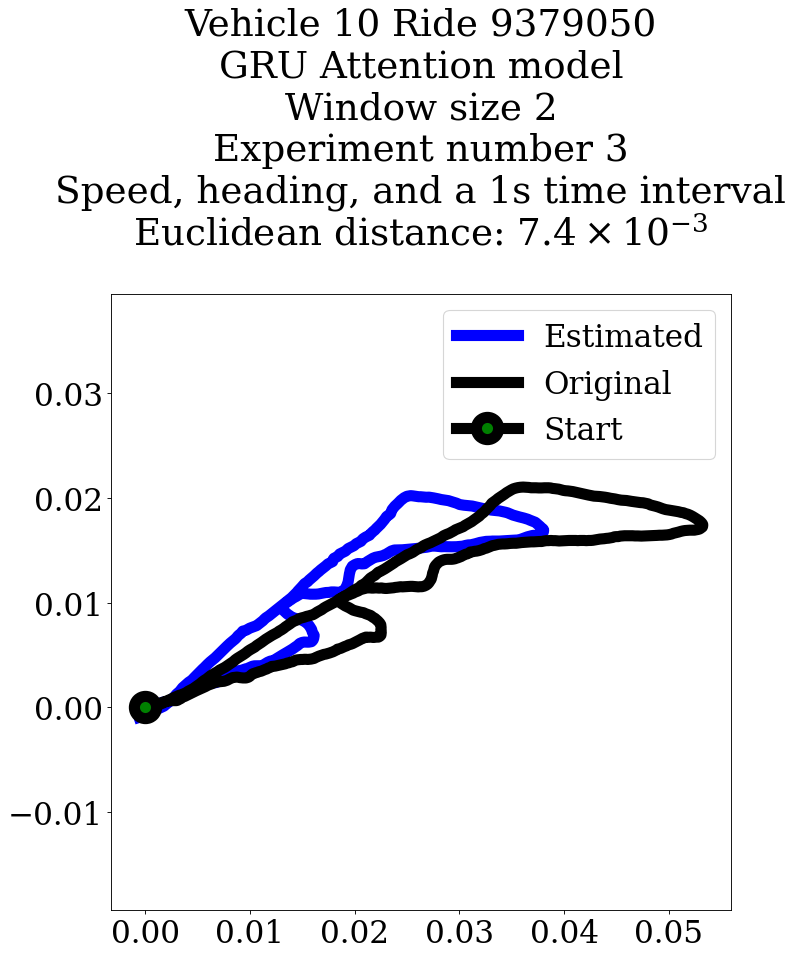 Vehicle 10 Ride 9379050
GRU Attention model
Window size 2
Experiment number 3
Speed, heading, and a 1s time interval
Euclidean distance: 7.4 × 10⁻³
Estimated
Original
Start
0.03
0.02
0.01
0.00
−0.01
0.00 0.01 0.02 0.03 0.04 0.05